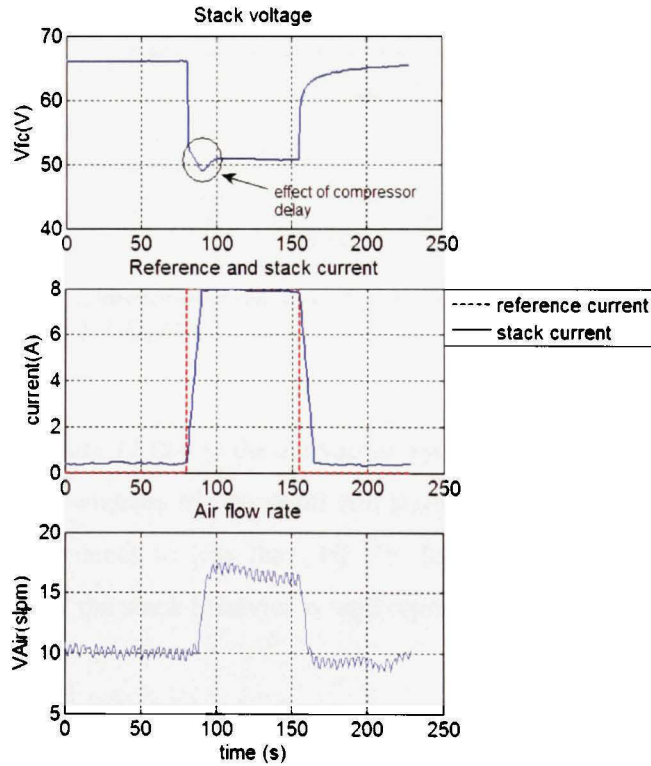 Stack voltage
70
60
50
40
Vfc(V)
effect of compressor
delay
0 50 100 150 200 250
Reference and stack current
8
6
4
2
0
current(A)
reference current
stack current
0 50 100 150 200 250
Air flow rate
20
15
10
5
VAir(slpm)
0 50 100 150 200 250
time (s)